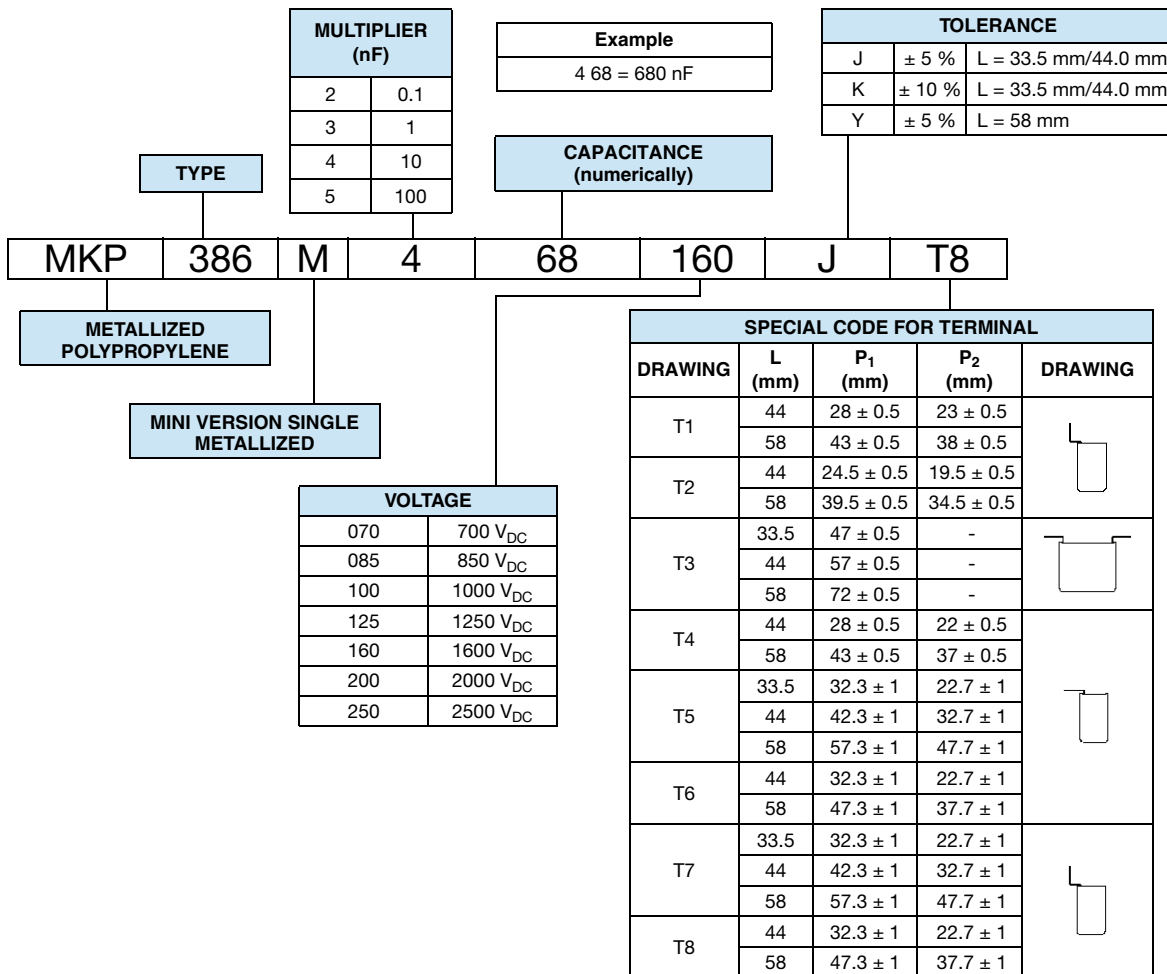 MULTIPLIER
(nF)
2 0.1
3 1
4 10
5 100
Example
4 68 = 680 nF
TOLERANCE
J ± 5 % L = 33.5 mm/44.0 mm
K ± 10 % L = 33.5 mm/44.0 mm
Y ± 5 % L = 58 mm
TYPE
CAPACITANCE
(numerically)
MKP 386 M 4 68 160 J T8
METALLIZED
POLYPROPYLENE
MINI VERSION SINGLE
METALLIZED
VOLTAGE
070 700 VDC
085 850 VDC
100 1000 VDC
125 1250 VDC
160 1600 VDC
200 2000 VDC
250 2500 VDC
SPECIAL CODE FOR TERMINAL
DRAWING L (mm) P1 (mm) P2 (mm) DRAWING
T1 44 28 ± 0.5 23 ± 0.5
58 43 ± 0.5 38 ± 0.5
T2 44 24.5 ± 0.5 19.5 ± 0.5
58 39.5 ± 0.5 34.5 ± 0.5
T3 33.5 47 ± 0.5 -
44 57 ± 0.5 -
58 72 ± 0.5 -
T4 44 28 ± 0.5 22 ± 0.5
58 43 ± 0.5 37 ± 0.5
T5 33.5 32.3 ± 1 22.7 ± 1
44 42.3 ± 1 32.7 ± 1
58 57.3 ± 1 47.7 ± 1
T6 44 32.3 ± 1 22.7 ± 1
58 47.3 ± 1 37.7 ± 1
T7 33.5 32.3 ± 1 22.7 ± 1
44 42.3 ± 1 32.7 ± 1
58 57.3 ± 1 47.7 ± 1
T8 44 32.3 ± 1 22.7 ± 1
58 47.3 ± 1 37.7 ± 1